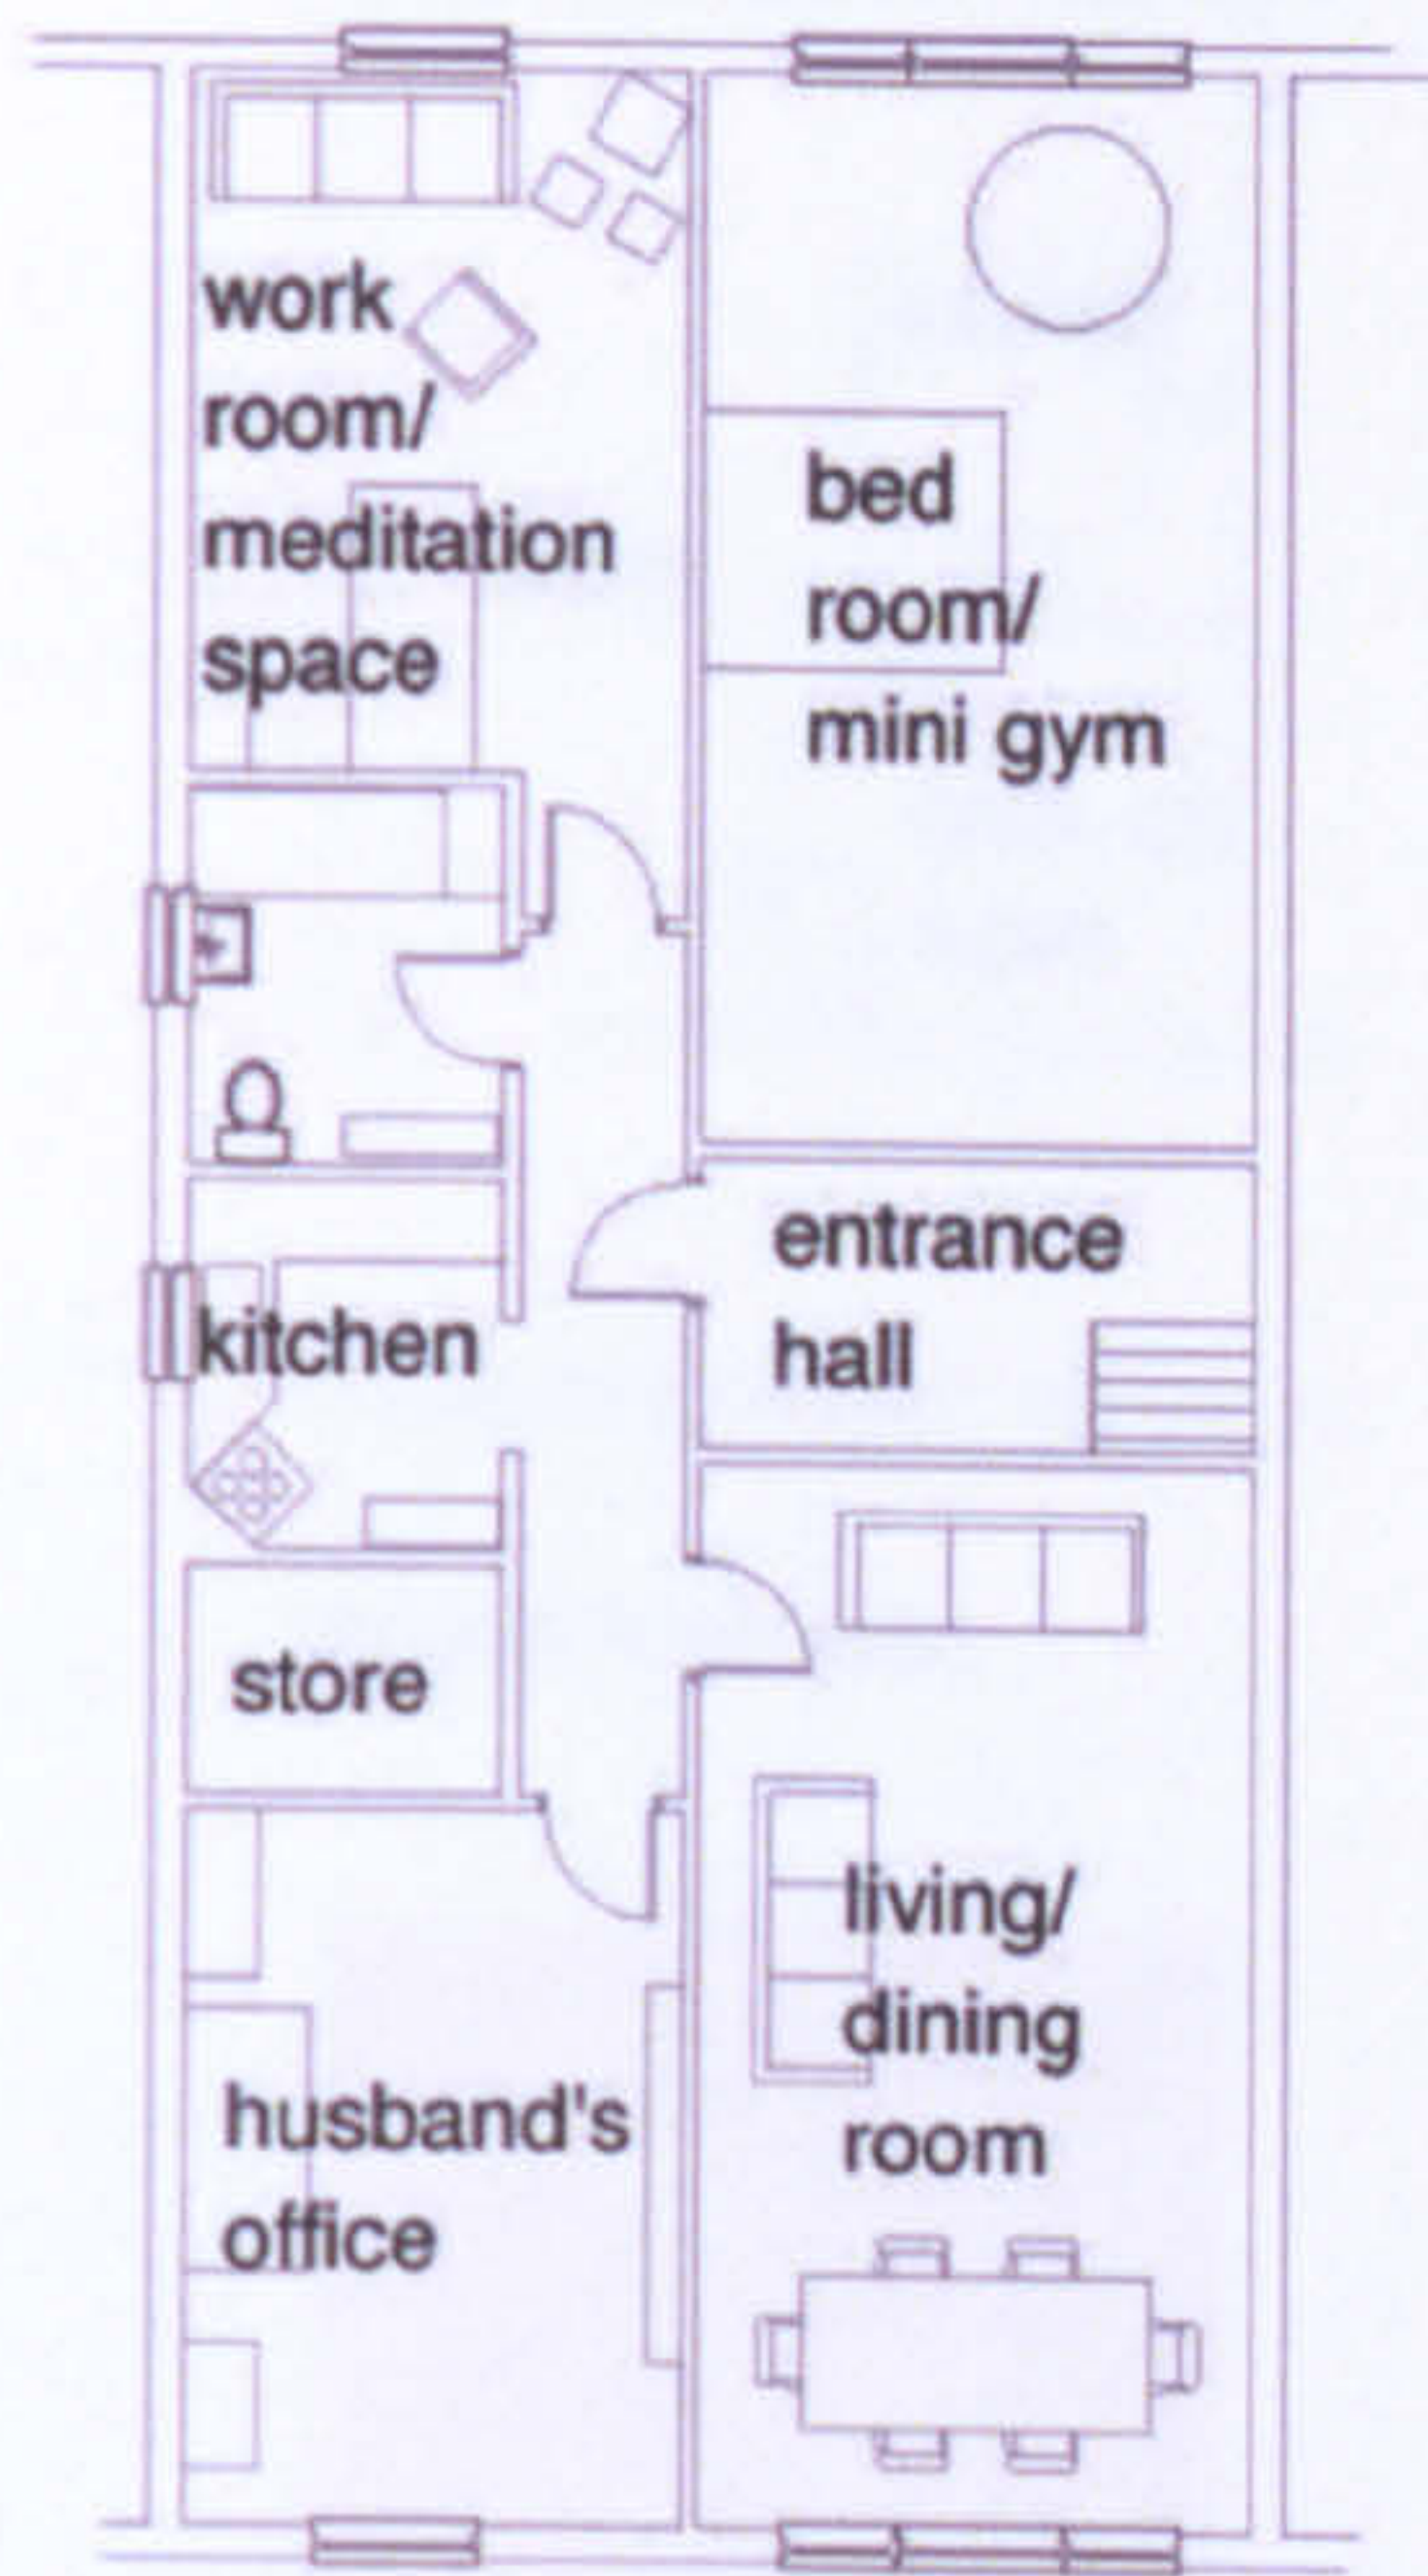 work
room/
meditation
space
bed
room/
mini gym
entrance
hall
kitchen
store
living/
dining
room
husband's
office